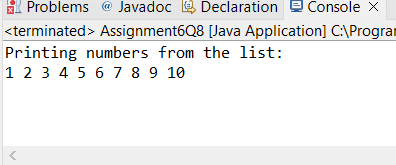 Problems @ Javadoc Declaration Console
<terminated> Assignment6Q8 [Java Application] C:\Progra
Printing numbers from the list:
1 2 3 4 5 6 7 8 9 10